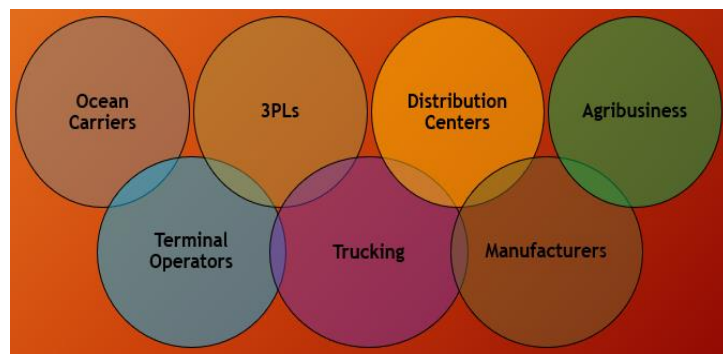 Ocean
Carriers
3PLs
Distribution
Centers
Agribusiness
Terminal
Operators
Trucking
Manufacturers